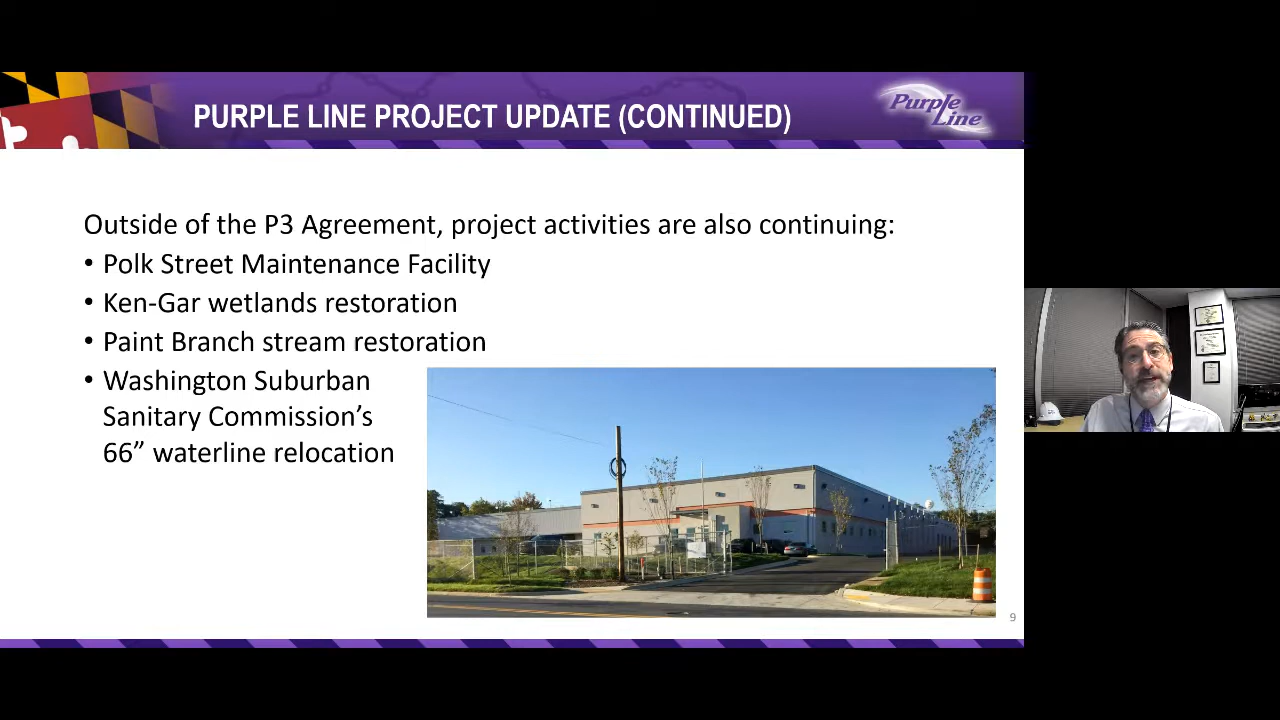 PURPLE LINE PROJECT UPDATE (CONTINUED)
Purple
Line
Outside of the P3 Agreement, project activities are also continuing:
• Polk Street Maintenance Facility
• Ken-Gar wetlands restoration
• Paint Branch stream restoration
• Washington Suburban
Sanitary Commission’s
66” waterline relocation
9